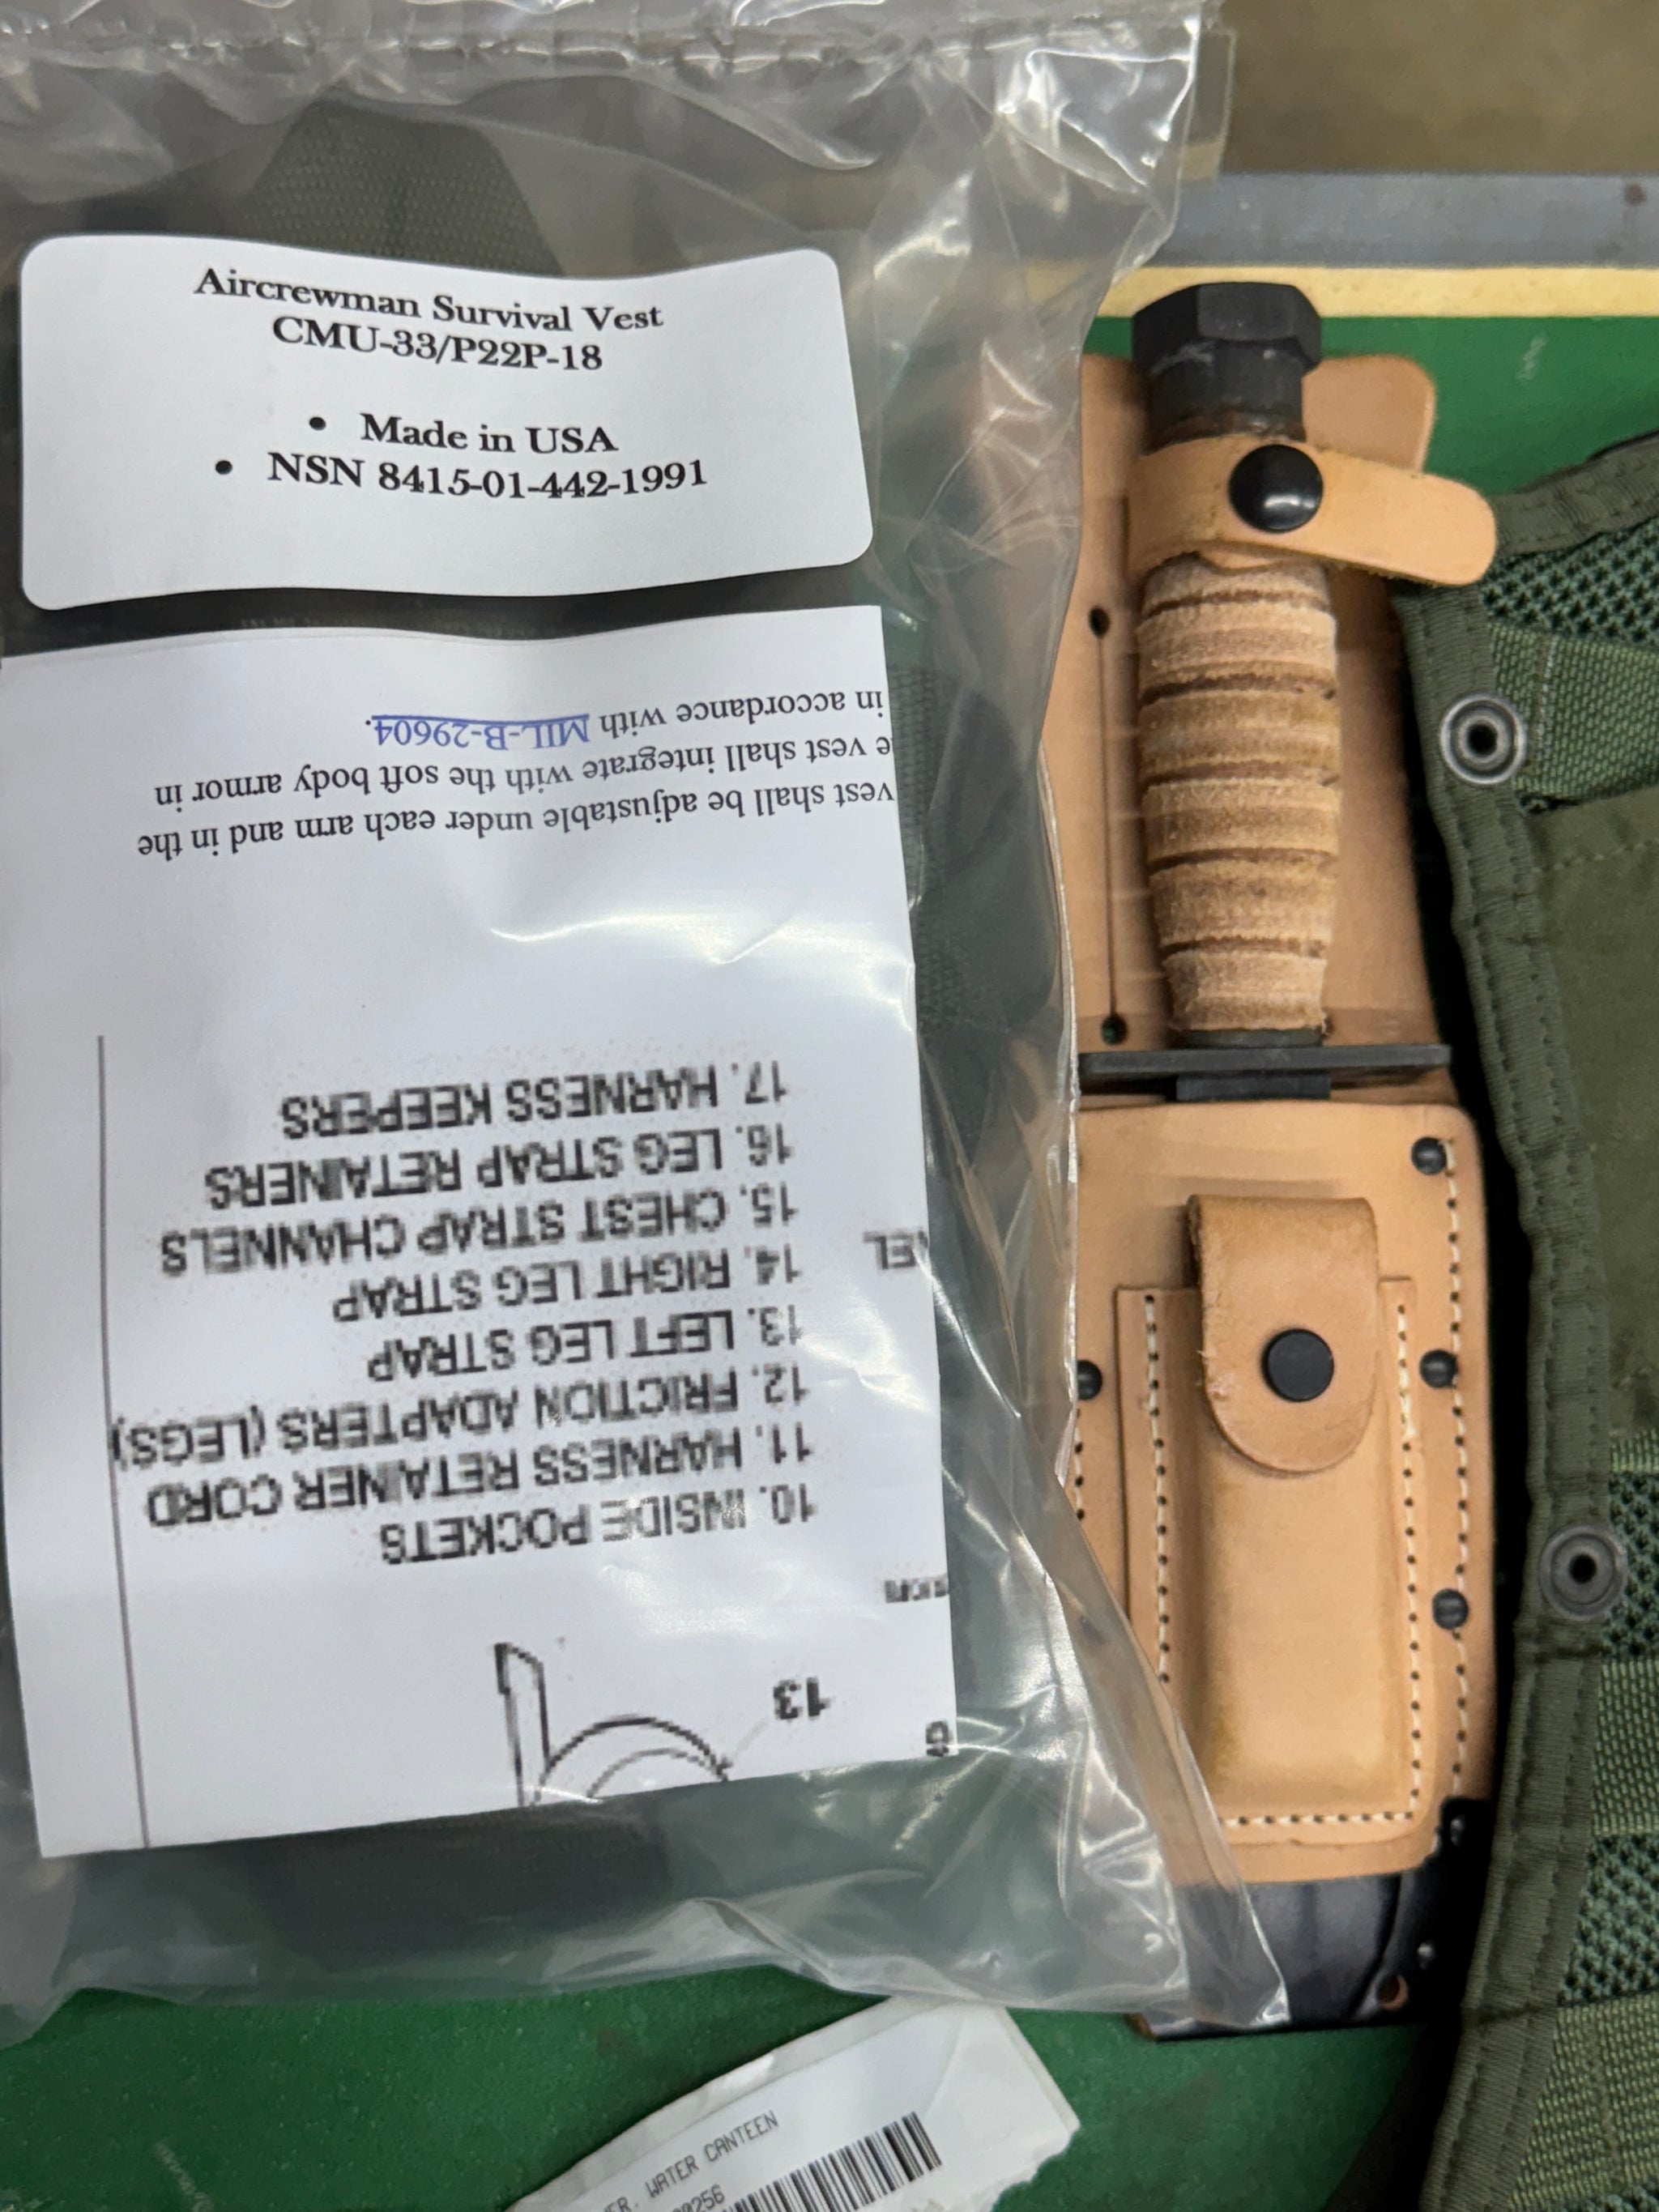 Aircrewman Survival Vest
CMU-33/P22P-18
• Made in USA
• NSN 8415-01-442-1991
vest shall be adjustable under each arm and in the
vest shall integrate with the soft body armor in
in accordance with MIL-B-29604.
13
10. INSIDE POCKETS
11. HARNESS RETAINER CORD
12. FRICTION ADAPTERS (LEGS)
13. LEFT LEG STRAP
14. RIGHT LEG STRAP
15. CHEST STRAP CHANNELS
16. LEG STRAP RETAINERS
17. HARNESS KEEPERS
WATER CANTEEN